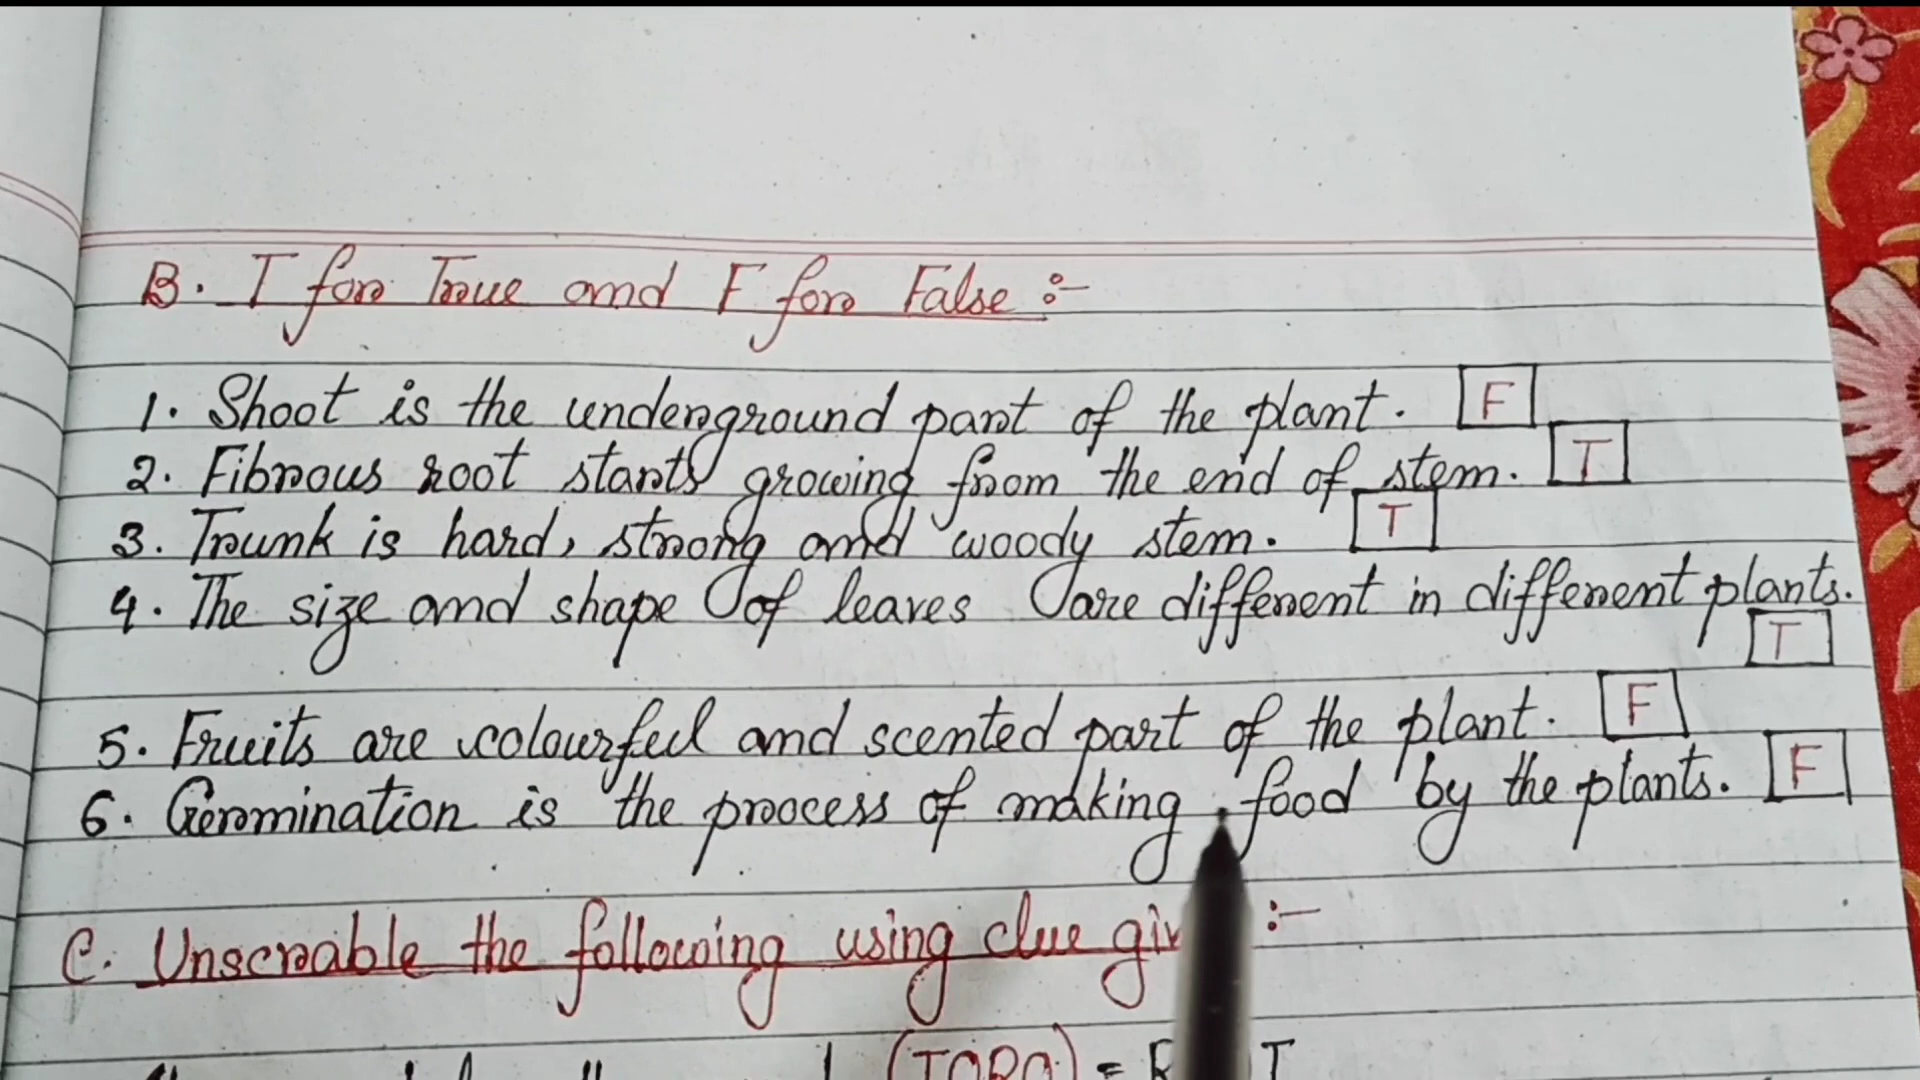 B. T for True and F for False :-
1. Shoot is the underground part of the plant. F
2. Fibrous root starts growing from the end of stem. T
3. Trunk is hard, strong and woody stem. T
4. The size and shape of leaves are different in different plants.
T
5. Fruits are colourful and scented part of the plant. F
6. Germination is the process of making food by the plants. F
C. Unscrable the following using clue :-